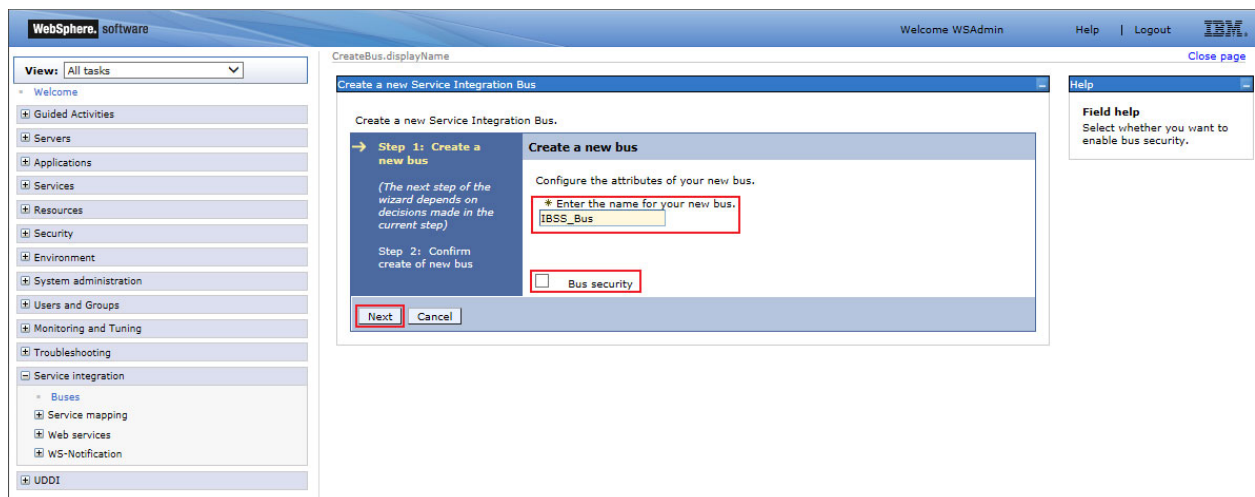 WebSphere. software
Welcome WSAdmin
Help | Logout
IBM.
View: All tasks
Welcome
Guided Activities
Servers
Applications
Services
Resources
Security
Environment
System administration
Users and Groups
Monitoring and Tuning
Troubleshooting
Service integration
Buses
Service mapping
Web services
WS-Notification
UDDI
CreateBus.displayName
Close page
Create a new Service Integration Bus
Create a new Service Integration Bus.
Step 1: Create a
new bus
(The next step of the
wizard depends on
decisions made in the
current step)
Step 2: Confirm
create of new bus
Create a new bus
Configure the attributes of your new bus.
* Enter the name for your new bus.
IBSS_Bus
Bus security
Next
Cancel
Help
Field help
Select whether you want to
enable bus security.